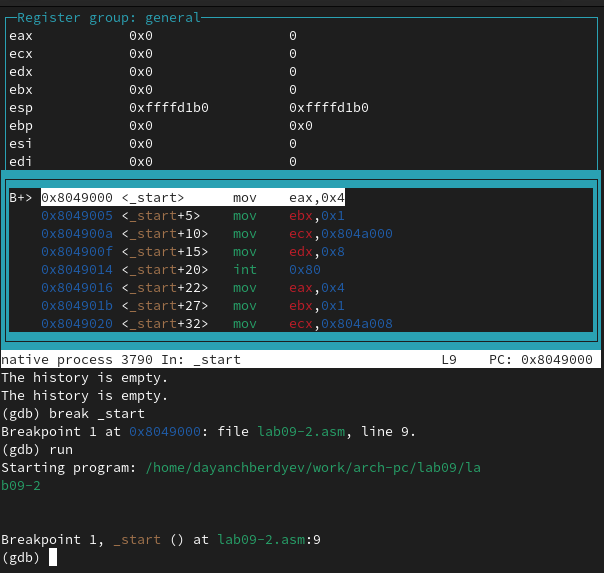 Register group: general
eax 0x0 0
ecx 0x0 0
edx 0x0 0
ebx 0x0 0
esp 0xffffd1b0 0xffffd1b0
ebp 0x0 0x0
esi 0x0 0
edi 0x0 0
B+> 0x8049000 <_start> mov eax,0x4
0x8049005 <_start+5> mov ebx,0x1
0x804900a <_start+10> mov ecx,0x804a000
0x804900f <_start+15> mov edx,0x8
0x8049014 <_start+20> int 0x80
0x8049016 <_start+22> mov eax,0x4
0x804901b <_start+27> mov ebx,0x1
0x8049020 <_start+32> mov ecx,0x804a008
native process 3790 In: _start L9 PC: 0x8049000
The history is empty.
The history is empty.
(gdb) break _start
Breakpoint 1 at 0x8049000: file lab09-2.asm, line 9.
(gdb) run
Starting program: /home/dayanchberdyev/work/arch-pc/lab09/la
b09-2
Breakpoint 1, _start () at lab09-2.asm:9
(gdb)